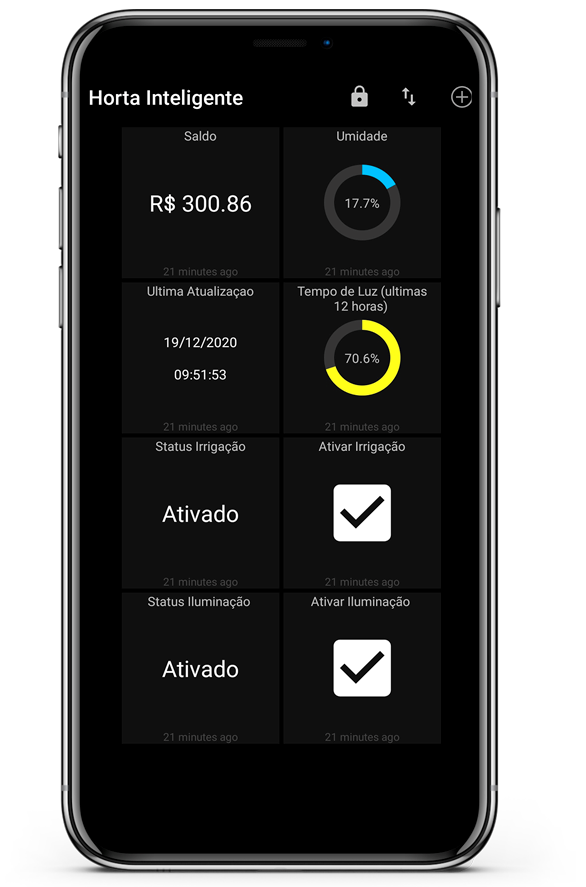 Horta Inteligente
Saldo
R$ 300.86
21 minutes ago
Umidade
17.7%
21 minutes ago
Ultima Atualizaçao
19/12/2020
09:51:53
21 minutes ago
Tempo de Luz (ultimas
12 horas)
70.6%
21 minutes ago
Status Irrigação
Ativado
21 minutes ago
Ativar Irrigação
21 minutes ago
Status Iluminação
Ativado
21 minutes ago
Ativar Iluminação
21 minutes ago